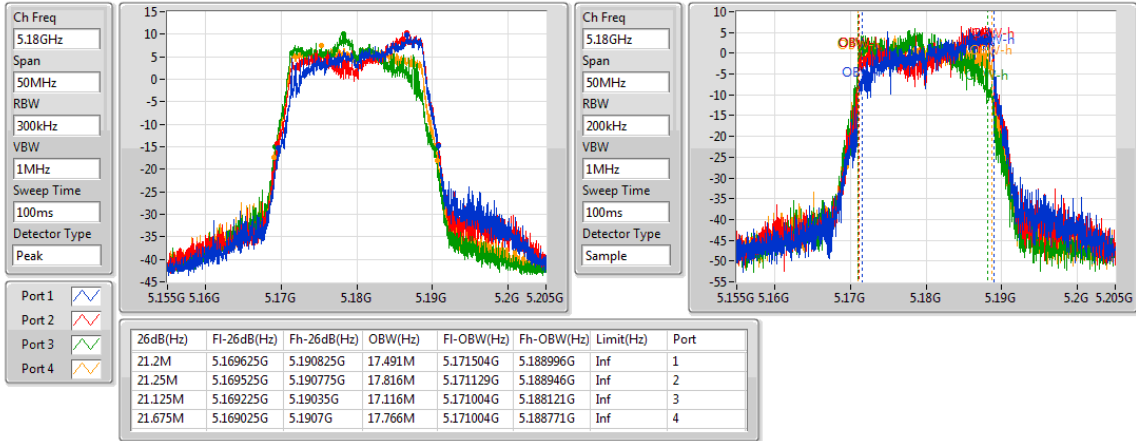 Ch Freq
5.18GHz
Span
50MHz
RBW
300kHz
VBW
1MHz
Sweep Time
100ms
Detector Type
Peak
Port 1
Port 2
Port 3
Port 4
15
10
5
0
-5
-10
-15
-20
-25
-30
-35
-40
-45
5.155G 5.16G 5.17G 5.18G 5.19G 5.2G 5.205G
Ch Freq
5.18GHz
Span
50MHz
RBW
200kHz
VBW
1MHz
Sweep Time
100ms
Detector Type
Sample
10
5
0
-5
-10
-15
-20
-25
-30
-35
-40
-45
-50
-55
5.155G 5.16G 5.17G 5.18G 5.19G 5.2G 5.205G
26dB(Hz) Fl-26dB(Hz) Fh-26dB(Hz) OBW(Hz) Fl-OBW(Hz) Fh-OBW(Hz) Limit(Hz) Port
21.2M 5.169625G 5.190825G 17.491M 5.171504G 5.188996G Inf 1
21.25M 5.169525G 5.190775G 17.816M 5.171129G 5.188946G Inf 2
21.125M 5.169225G 5.19035G 17.116M 5.171004G 5.188121G Inf 3
21.675M 5.169025G 5.1907G 17.766M 5.171004G 5.188771G Inf 4